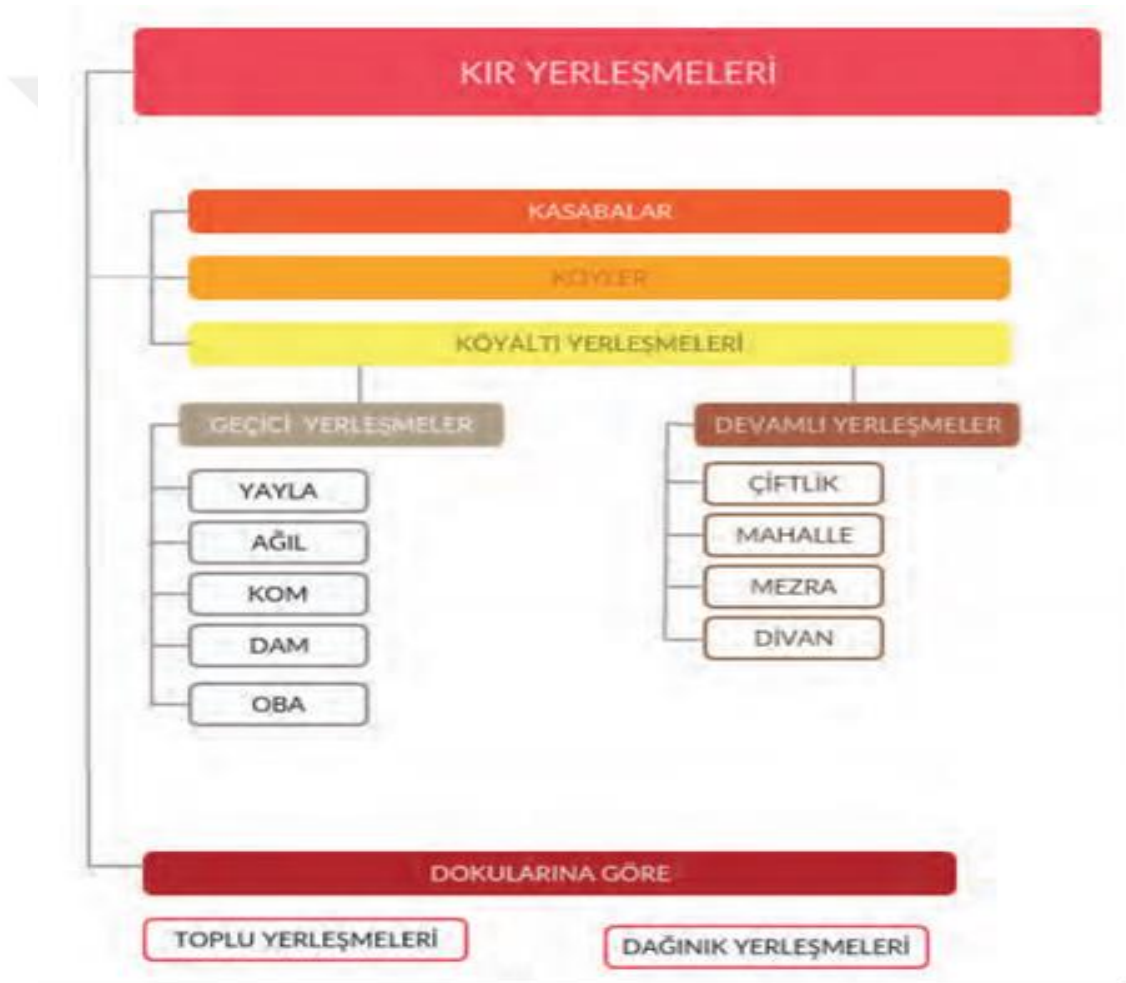 KIR YERLEŞMELERİ
KASABALAR
KÖYLER
KÖYALTI YERLEŞMELERİ
GEÇİCİ YERLEŞMELER
DEVAMLI YERLEŞMELER
YAYLA
AĞIL
KOM
DAM
OBA
ÇİFTLİK
MAHALLE
MEZRA
DİVAN
DOKULARINA GÖRE
TOPLU YERLEŞMELERİ
DAĞINIK YERLEŞMELERİ